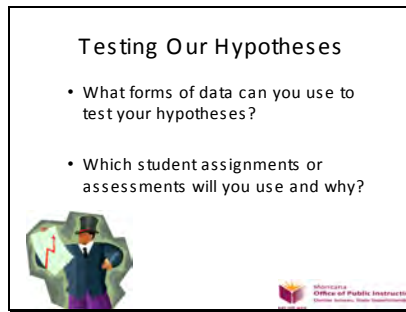 Testing Our Hypotheses
• What forms of data can you use to
test your hypotheses?
• Which student assignments or
assessments will you use and why?
Montana
Office of Public Instruction